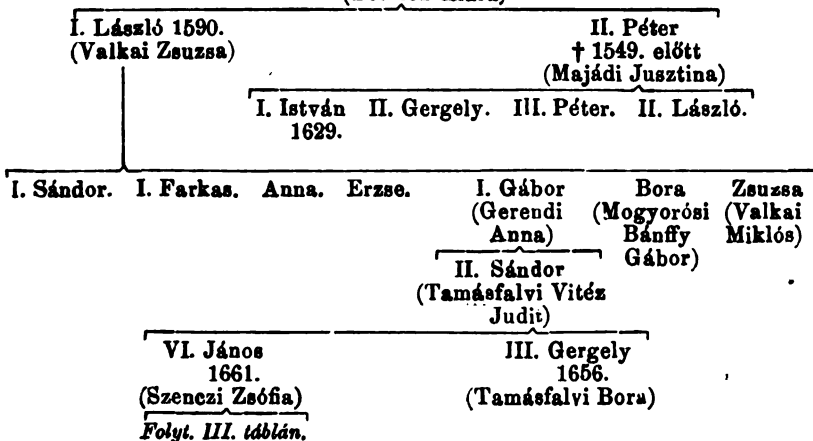 I. László 1590. II. Péter
(Valkai Zsuzsa) † 1549. előtt
(Majádi Jusztina)
I. István II. Gergely. III. Péter. II. László.
1629.
I. Sándor. I. Farkas. Anna. Erzse. I. Gábor Bora Zsuzsa
(Gerendi (Mogyorósi (Valkai
Anna) Bánffy Miklós)
Gábor)
II. Sándor
(Tamásfalvi Vitéz
Judit)
VI. János III. Gergely
1661. 1656.
(Szenczi Zsófia) (Tamásfalvi Bora)
Folyt. III. táblán.